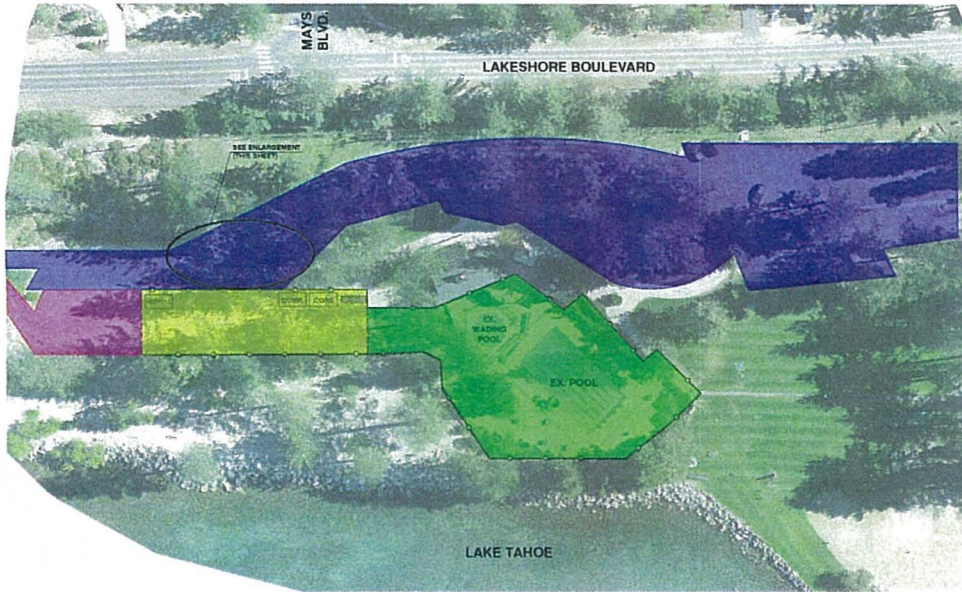 MAYS
BLVD.
LAKESHORE BOULEVARD
SEE ENLARGEMENT
(THIS SHEET)
EX.
WADING
POOL
EX. POOL
LAKE TAHOE